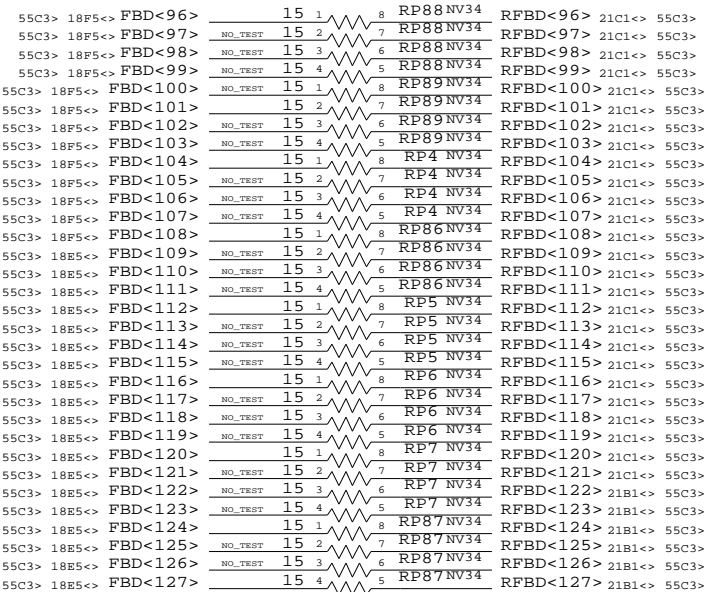 55C3> 18F5<> FBD<96> 15 1 8 RP88 NV34 RFBD<96> 21C1<> 55C3>
55C3> 18F5<> FBD<97> NO_TEST 15 2 7 RP88 NV34 RFBD<97> 21C1<> 55C3>
55C3> 18F5<> FBD<98> NO_TEST 15 3 6 RP88 NV34 RFBD<98> 21C1<> 55C3>
55C3> 18F5<> FBD<99> NO_TEST 15 4 5 RP88 NV34 RFBD<99> 21C1<> 55C3>
55C3> 18F5<> FBD<100> NO_TEST 15 1 8 RP89 NV34 RFBD<100> 21C1<> 55C3>
55C3> 18F5<> FBD<101> 15 2 7 RP89 NV34 RFBD<101> 21C1<> 55C3>
55C3> 18F5<> FBD<102> NO_TEST 15 3 6 RP89 NV34 RFBD<102> 21C1<> 55C3>
55C3> 18F5<> FBD<103> NO_TEST 15 4 5 RP89 NV34 RFBD<103> 21C1<> 55C3>
55C3> 18F5<> FBD<104> 15 1 8 RP4 NV34 RFBD<104> 21C1<> 55C3>
55C3> 18F5<> FBD<105> NO_TEST 15 2 7 RP4 NV34 RFBD<105> 21C1<> 55C3>
55C3> 18F5<> FBD<106> NO_TEST 15 3 6 RP4 NV34 RFBD<106> 21C1<> 55C3>
55C3> 18F5<> FBD<107> NO_TEST 15 4 5 RP4 NV34 RFBD<107> 21C1<> 55C3>
55C3> 18F5<> FBD<108> 15 1 8 RP86 NV34 RFBD<108> 21C1<> 55C3>
55C3> 18E5<> FBD<109> NO_TEST 15 2 7 RP86 NV34 RFBD<109> 21C1<> 55C3>
55C3> 18E5<> FBD<110> NO_TEST 15 3 6 RP86 NV34 RFBD<110> 21C1<> 55C3>
55C3> 18E5<> FBD<111> NO_TEST 15 4 5 RP86 NV34 RFBD<111> 21C1<> 55C3>
55C3> 18E5<> FBD<112> 15 1 8 RP5 NV34 RFBD<112> 21C1<> 55C3>
55C3> 18E5<> FBD<113> NO_TEST 15 2 7 RP5 NV34 RFBD<113> 21C1<> 55C3>
55C3> 18E5<> FBD<114> NO_TEST 15 3 6 RP5 NV34 RFBD<114> 21C1<> 55C3>
55C3> 18E5<> FBD<115> NO_TEST 15 4 5 RP5 NV34 RFBD<115> 21C1<> 55C3>
55C3> 18E5<> FBD<116> 15 1 8 RP6 NV34 RFBD<116> 21C1<> 55C3>
55C3> 18E5<> FBD<117> NO_TEST 15 2 7 RP6 NV34 RFBD<117> 21C1<> 55C3>
55C3> 18E5<> FBD<118> NO_TEST 15 3 6 RP6 NV34 RFBD<118> 21C1<> 55C3>
55C3> 18E5<> FBD<119> NO_TEST 15 4 5 RP6 NV34 RFBD<119> 21C1<> 55C3>
55C3> 18E5<> FBD<120> 15 1 8 RP7 NV34 RFBD<120> 21C1<> 55C3>
55C3> 18E5<> FBD<121> NO_TEST 15 2 7 RP7 NV34 RFBD<121> 21C1<> 55C3>
55C3> 18E5<> FBD<122> NO_TEST 15 3 6 RP7 NV34 RFBD<122> 21B1<> 55C3>
55C3> 18E5<> FBD<123> NO_TEST 15 4 5 RP7 NV34 RFBD<123> 21B1<> 55C3>
55C3> 18E5<> FBD<124> 15 1 8 RP87 NV34 RFBD<124> 21B1<> 55C3>
55C3> 18E5<> FBD<125> NO_TEST 15 2 7 RP87 NV34 RFBD<125> 21B1<> 55C3>
55C3> 18E5<> FBD<126> NO_TEST 15 3 6 RP87 NV34 RFBD<126> 21B1<> 55C3>
55C3> 18E5<> FBD<127> 15 4 5 RP87 NV34 RFBD<127> 21B1<> 55C3>